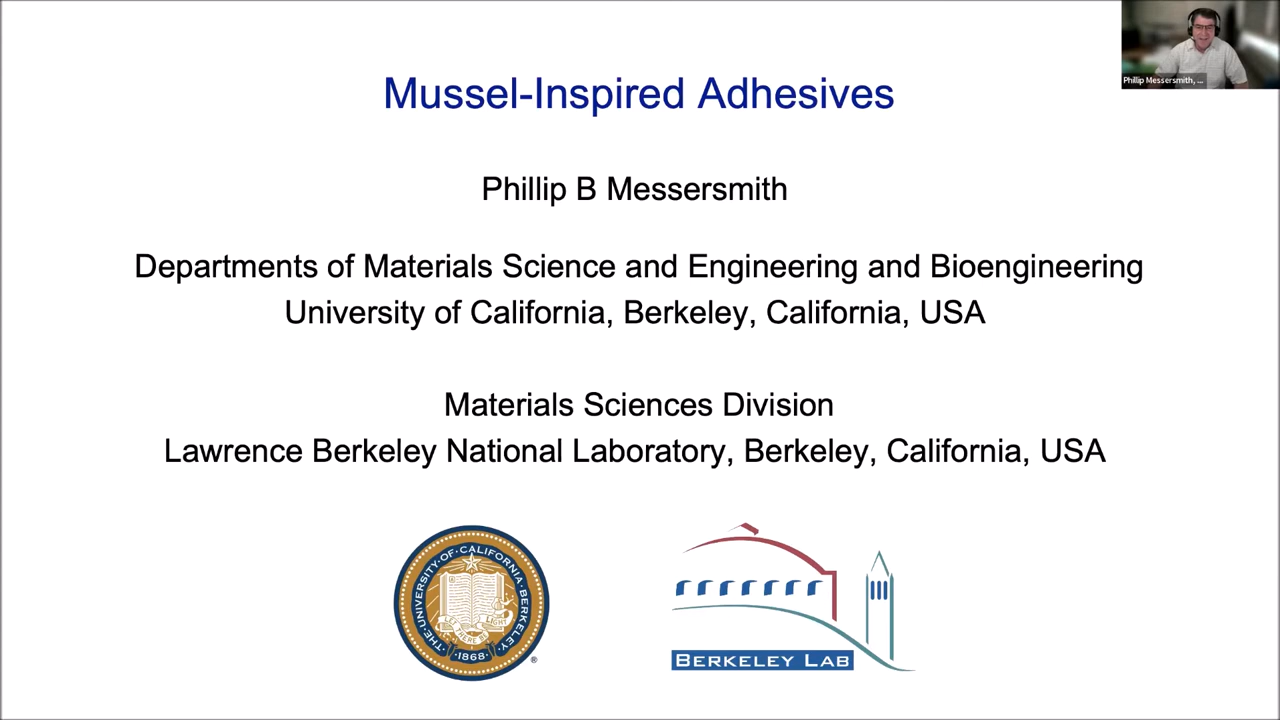 Mussel-Inspired Adhesives
Phillip Messersmith, ...
Phillip B Messersmith
Departments of Materials Science and Engineering and Bioengineering
University of California, Berkeley, California, USA
Materials Sciences Division
Lawrence Berkeley National Laboratory, Berkeley, California, USA
THE·UNIVERSITY·OF·CALIFORNIA·BERKELEY·
LET THERE BE LIGHT
·1868·
®
BERKELEY LAB